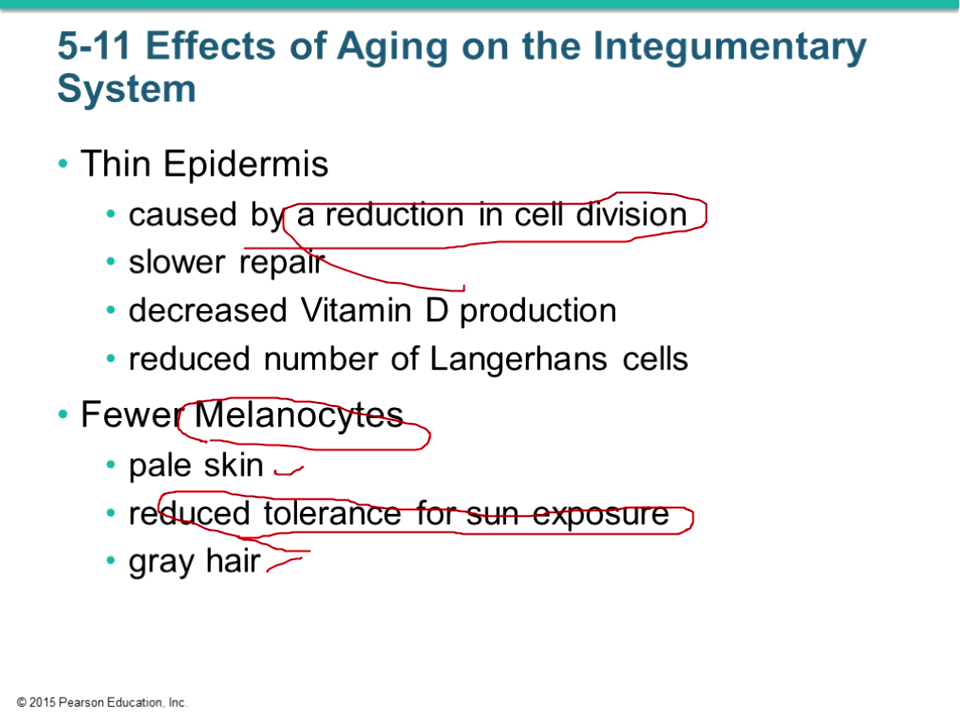 5-11 Effects of Aging on the Integumentary
System
• Thin Epidermis
• caused by a reduction in cell division
• slower repair
• decreased Vitamin D production
• reduced number of Langerhans cells
• Fewer Melanocytes
• pale skin
• reduced tolerance for sun exposure
• gray hair
© 2015 Pearson Education, Inc.